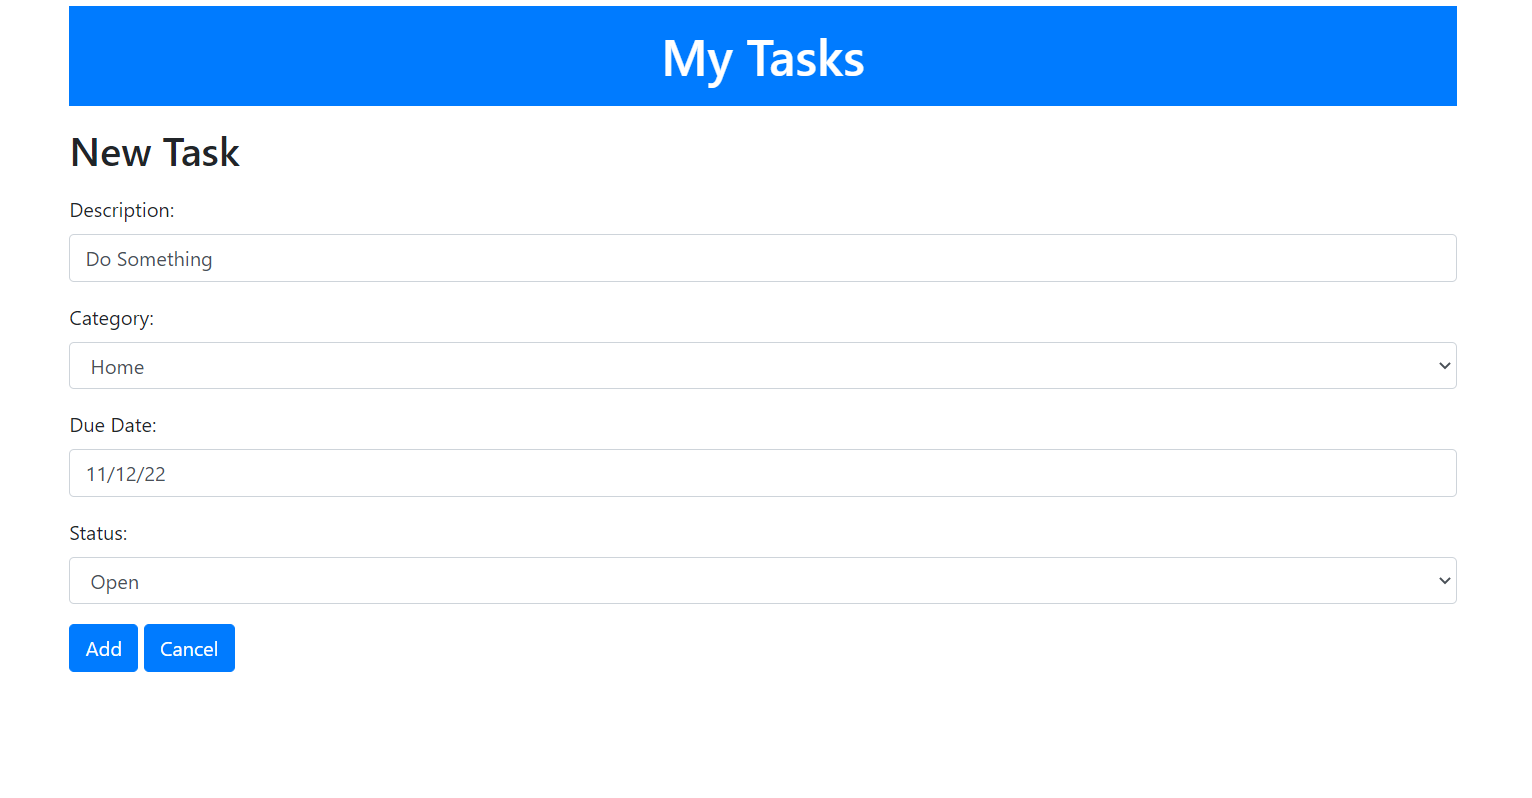 My Tasks
New Task
Description:
Do Something
Category:
Home
Due Date:
11/12/22
Status:
Open
Add Cancel